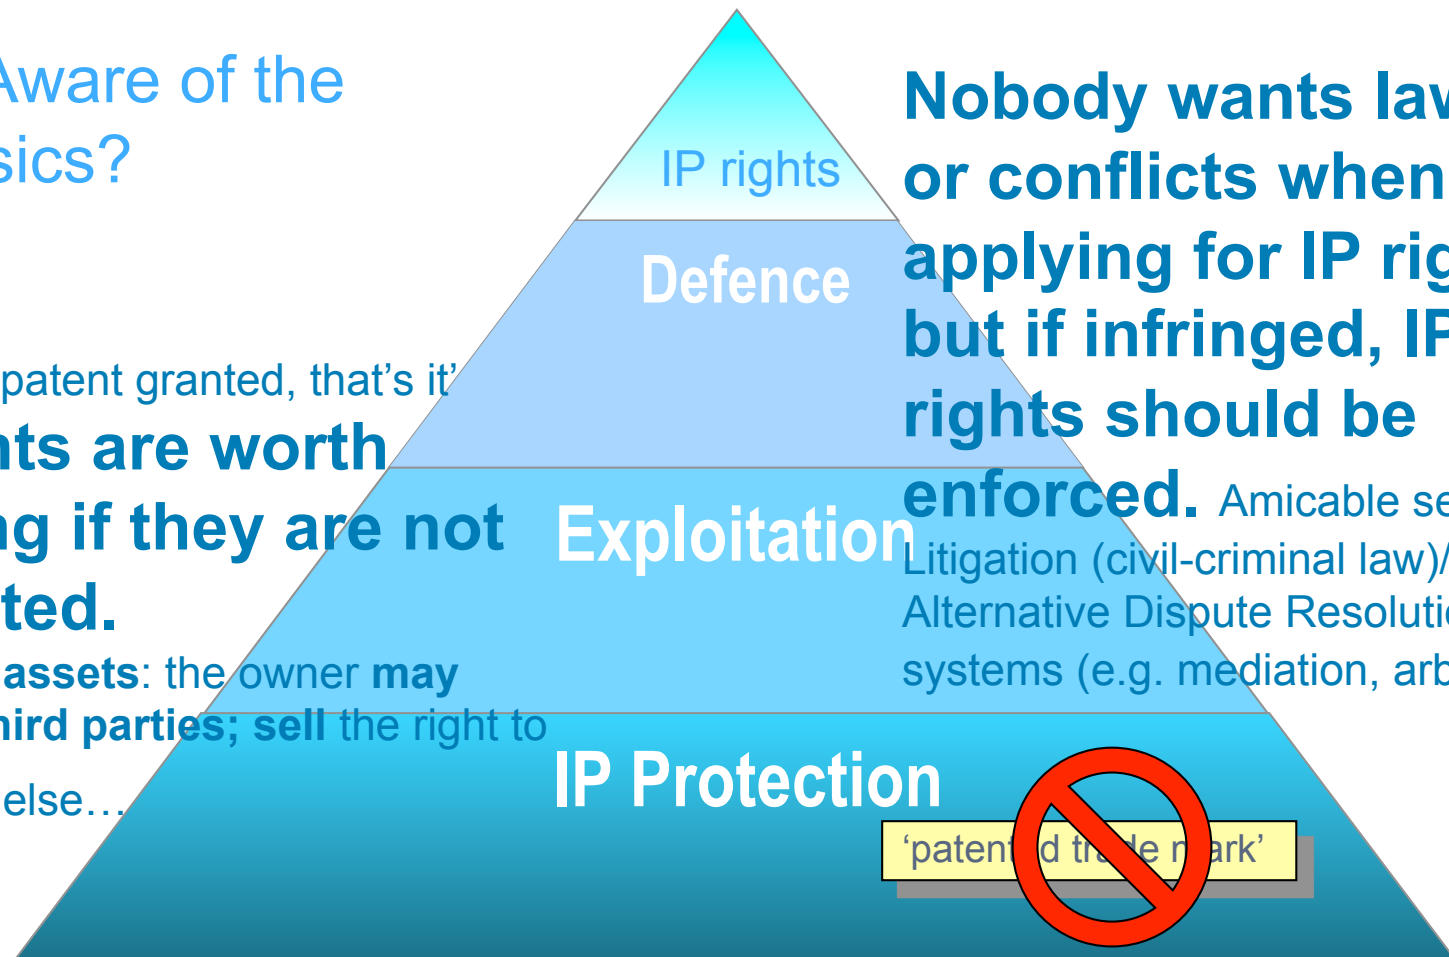 Aware of the
sics?
patent granted, that’s it’
nts are worth
ng if they are not
ted.
assets: the owner may
hird parties; sell the right to
else…
IP rights
Defence
Exploitation
IP Protection
Nobody wants law
or conflicts when
applying for IP rig
but if infringed, IP
rights should be
enforced. Amicable se
Litigation (civil-criminal law)/
Alternative Dispute Resoluti
systems (e.g. mediation, arb
‘patent d trade mark’